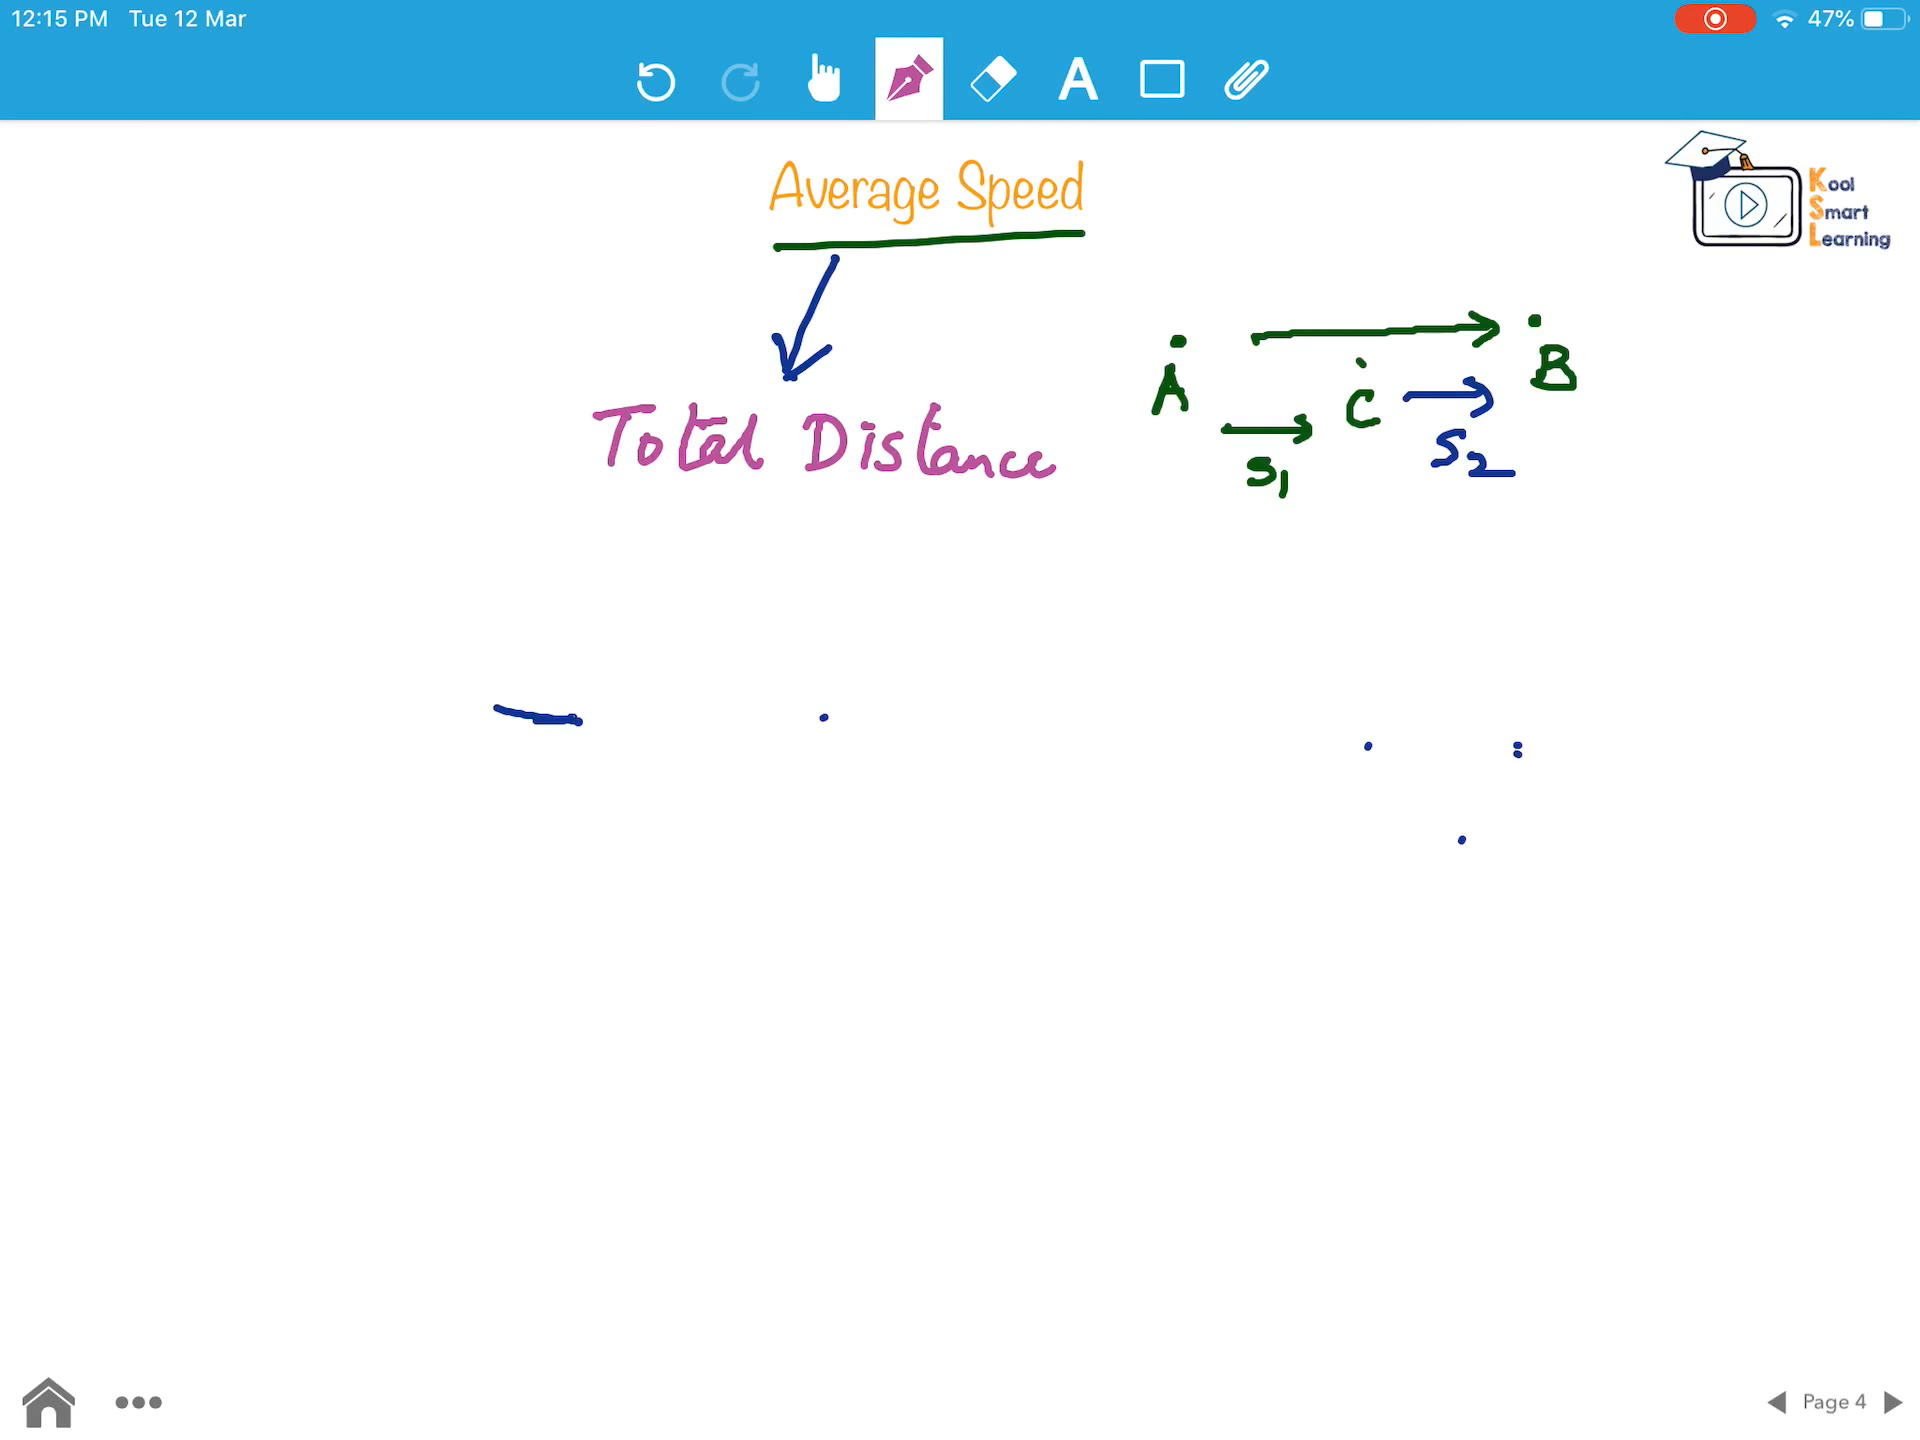 12:15 PM Tue 12 Mar
47%
A
Average Speed
Kool
Smart
Learning
A
C
B
Total Distance
S1
S2
Page 4